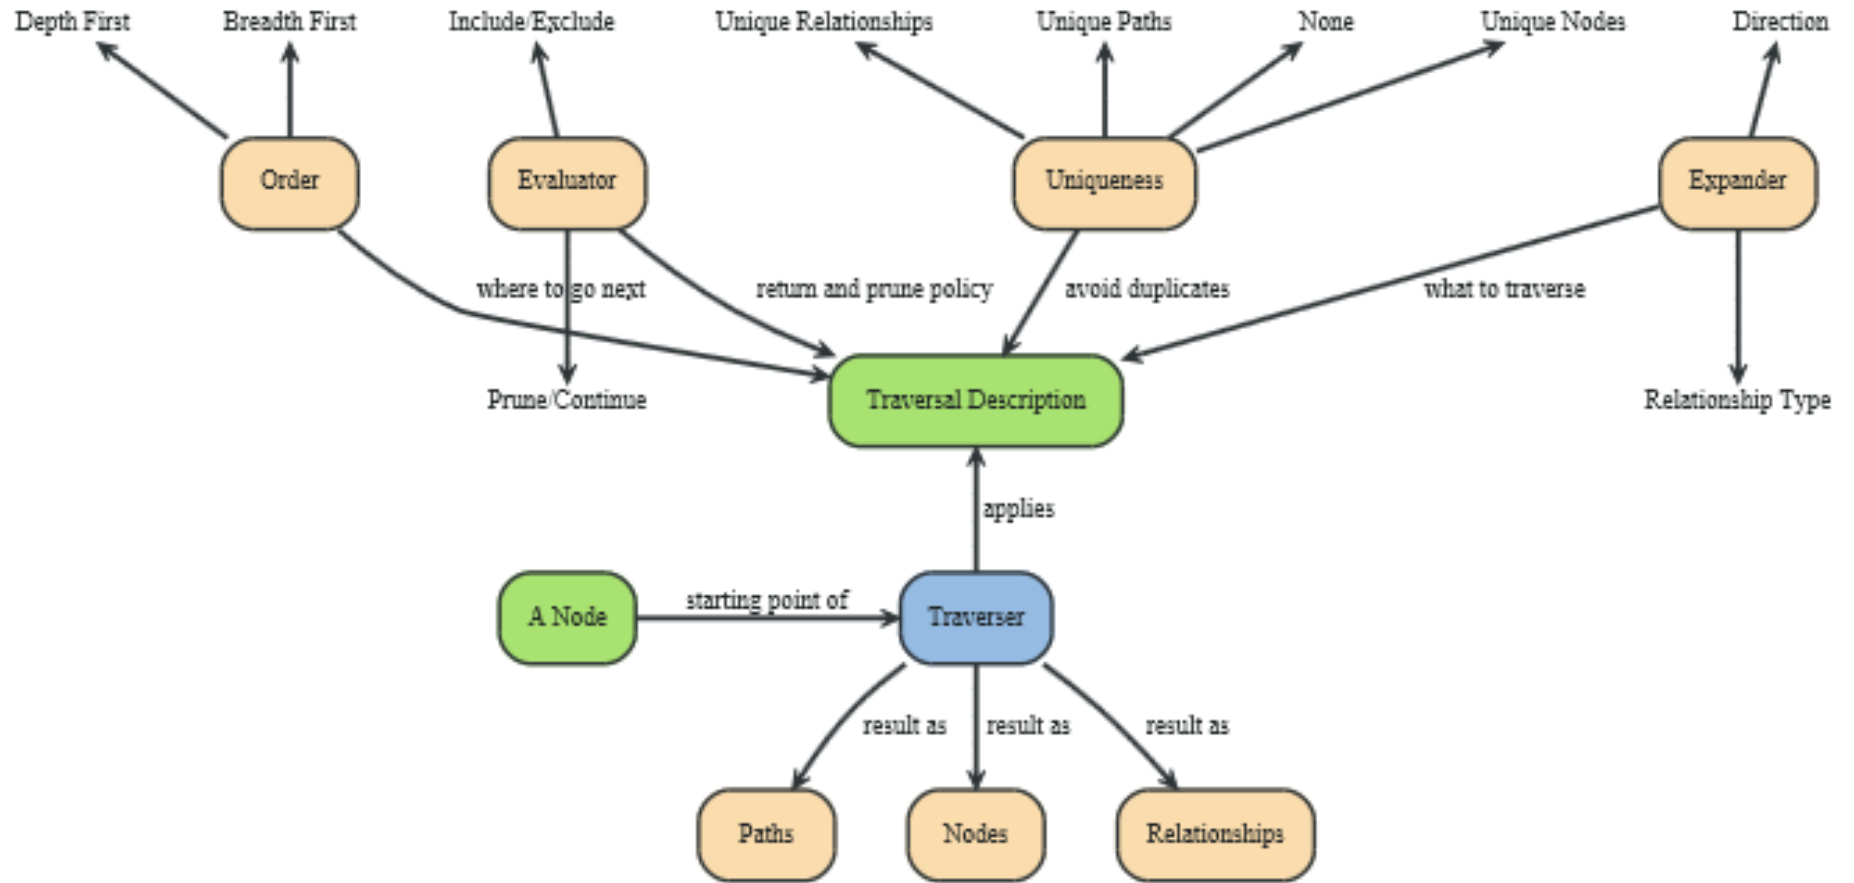 Depth First
Breadth First
Include/Exclude
Unique Relationships
Unique Paths
None
Unique Nodes
Direction
Order
Evaluator
Uniqueness
Expander
where to go next
return and prune policy
avoid duplicates
what to traverse
Prune/Continue
Traversal Description
Relationship Type
applies
A Node
starting point of
Traverser
result as
result as
result as
Paths
Nodes
Relationships